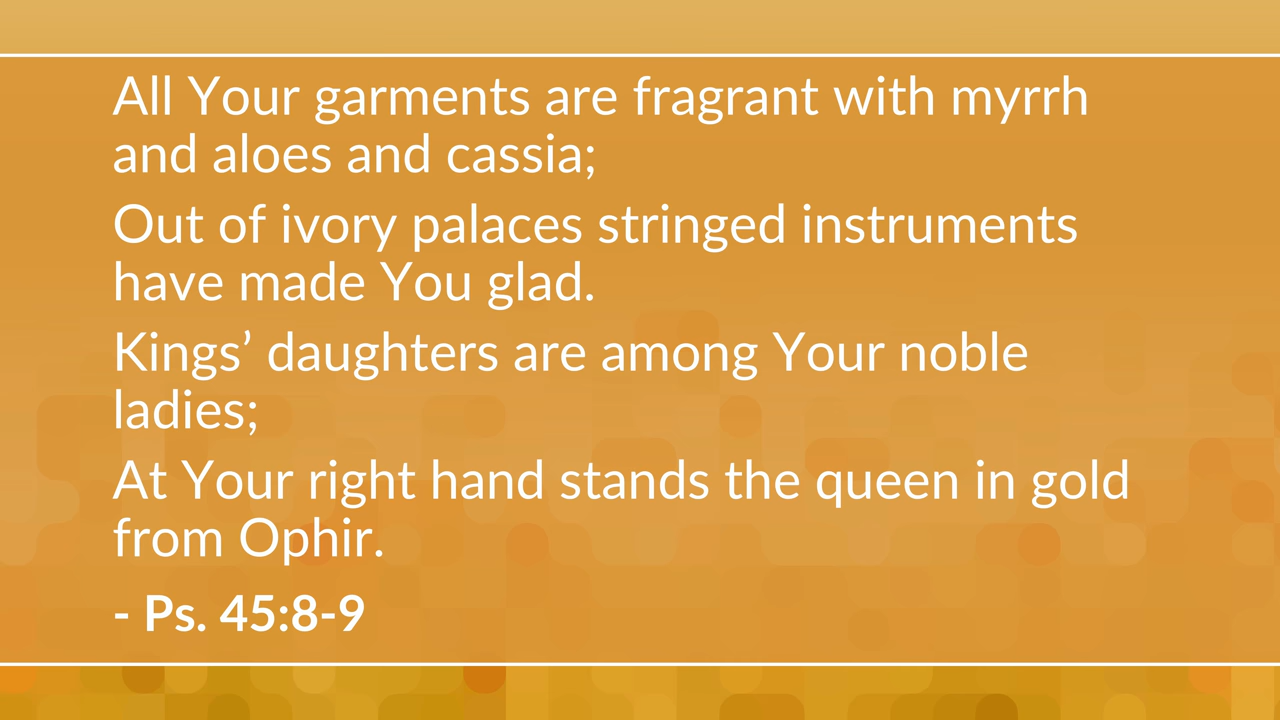 All Your garments are fragrant with myrrh
and aloes and cassia;
Out of ivory palaces stringed instruments
have made You glad.
Kings’ daughters are among Your noble
ladies;
At Your right hand stands the queen in gold
from Ophir.
- Ps. 45:8-9